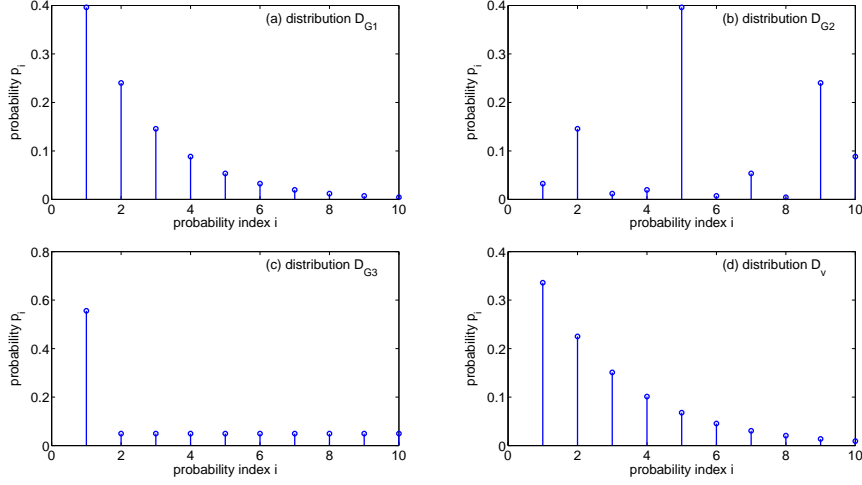 (a) distribution D_G1
probability p_i
0.4
0.3
0.2
0.1
0
0 2 4 6 8 10
probability index i
(b) distribution D_G2
probability p_i
0.4
0.3
0.2
0.1
0
0 2 4 6 8 10
probability index i
(c) distribution D_G3
probability p_i
0.8
0.6
0.4
0.2
0
0 2 4 6 8 10
probability index i
(d) distribution D_v
probability p_i
0.4
0.3
0.2
0.1
0
0 2 4 6 8 10
probability index i